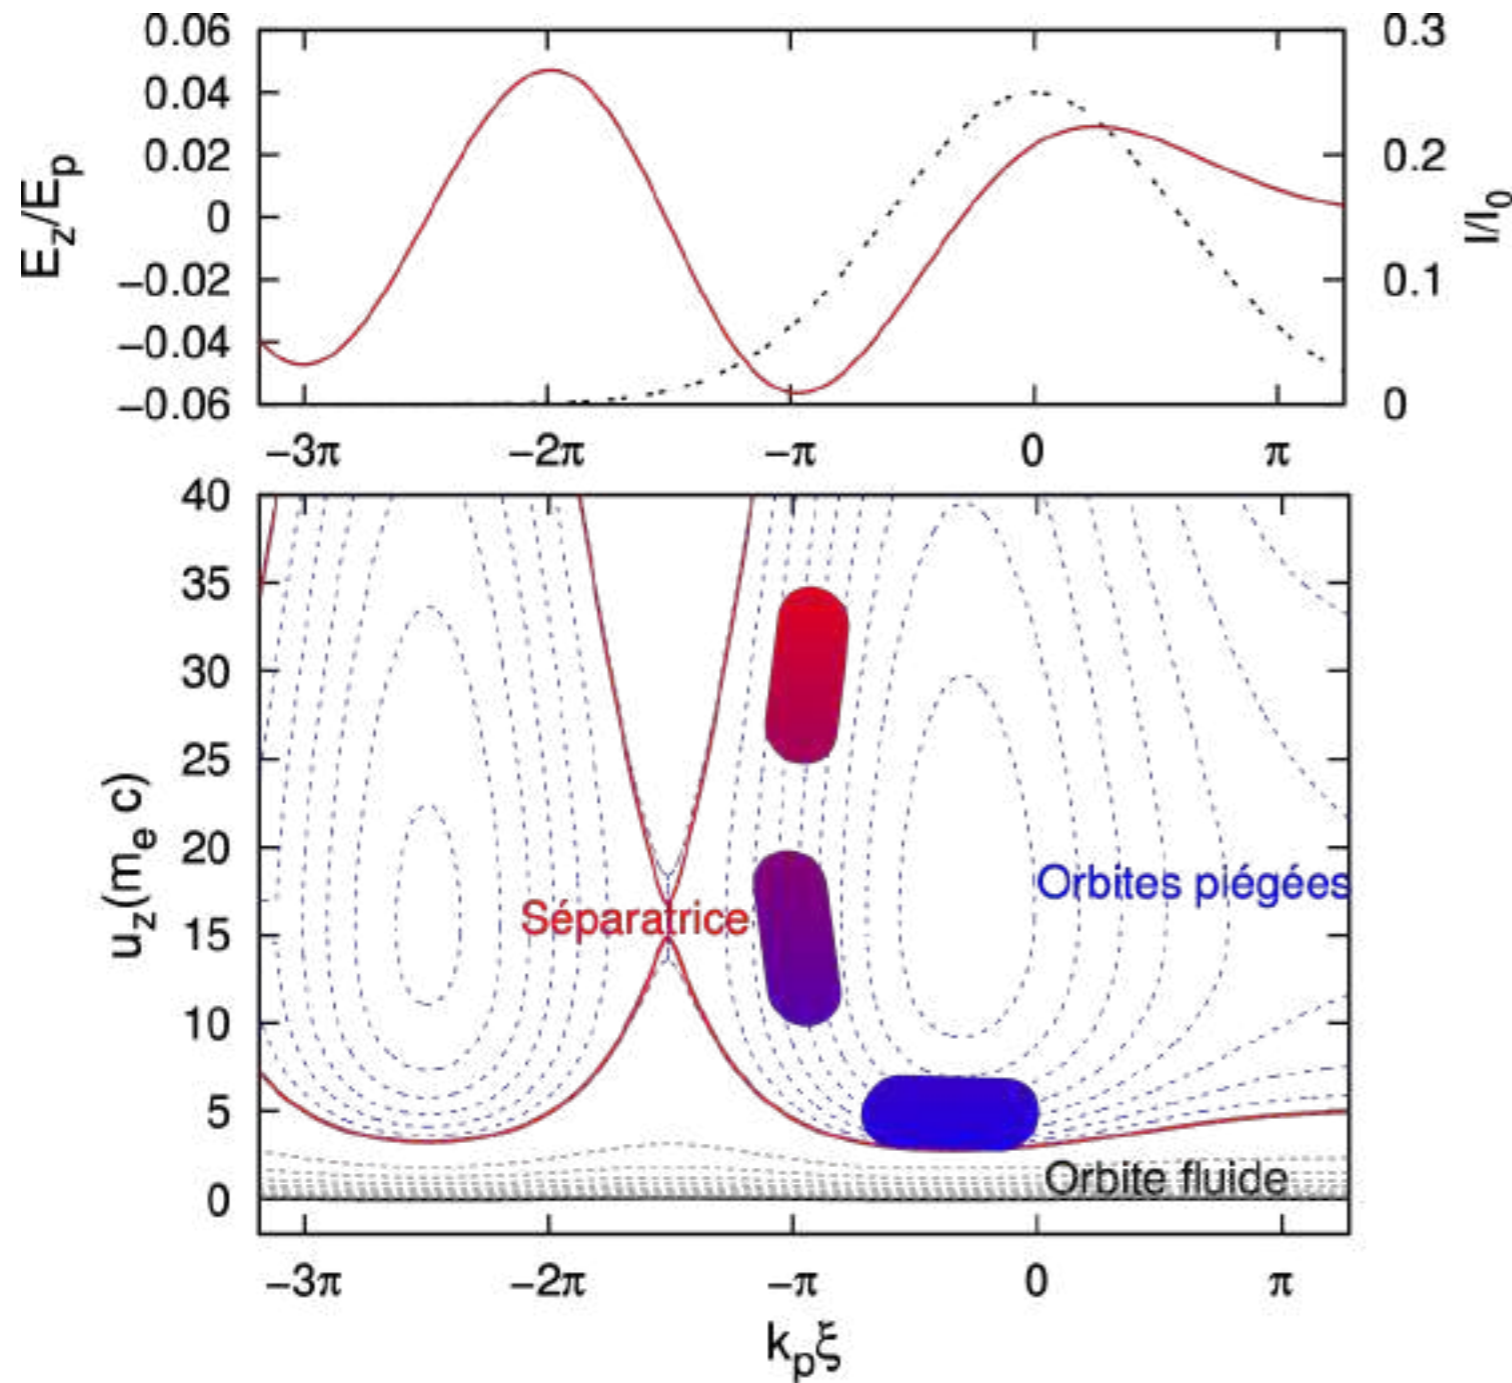 0.06
0.04
0.02
0
−0.02
−0.04
−0.06
E_z/E_p
0.3
0.2
0.1
0
I/I_0
−3π −2π −π 0 π
40
35
30
25
20
15
10
5
0
u_z(m_e c)
Séparatrice
Orbites piégées
Orbite fluide
−3π −2π −π 0 π
k_pξ